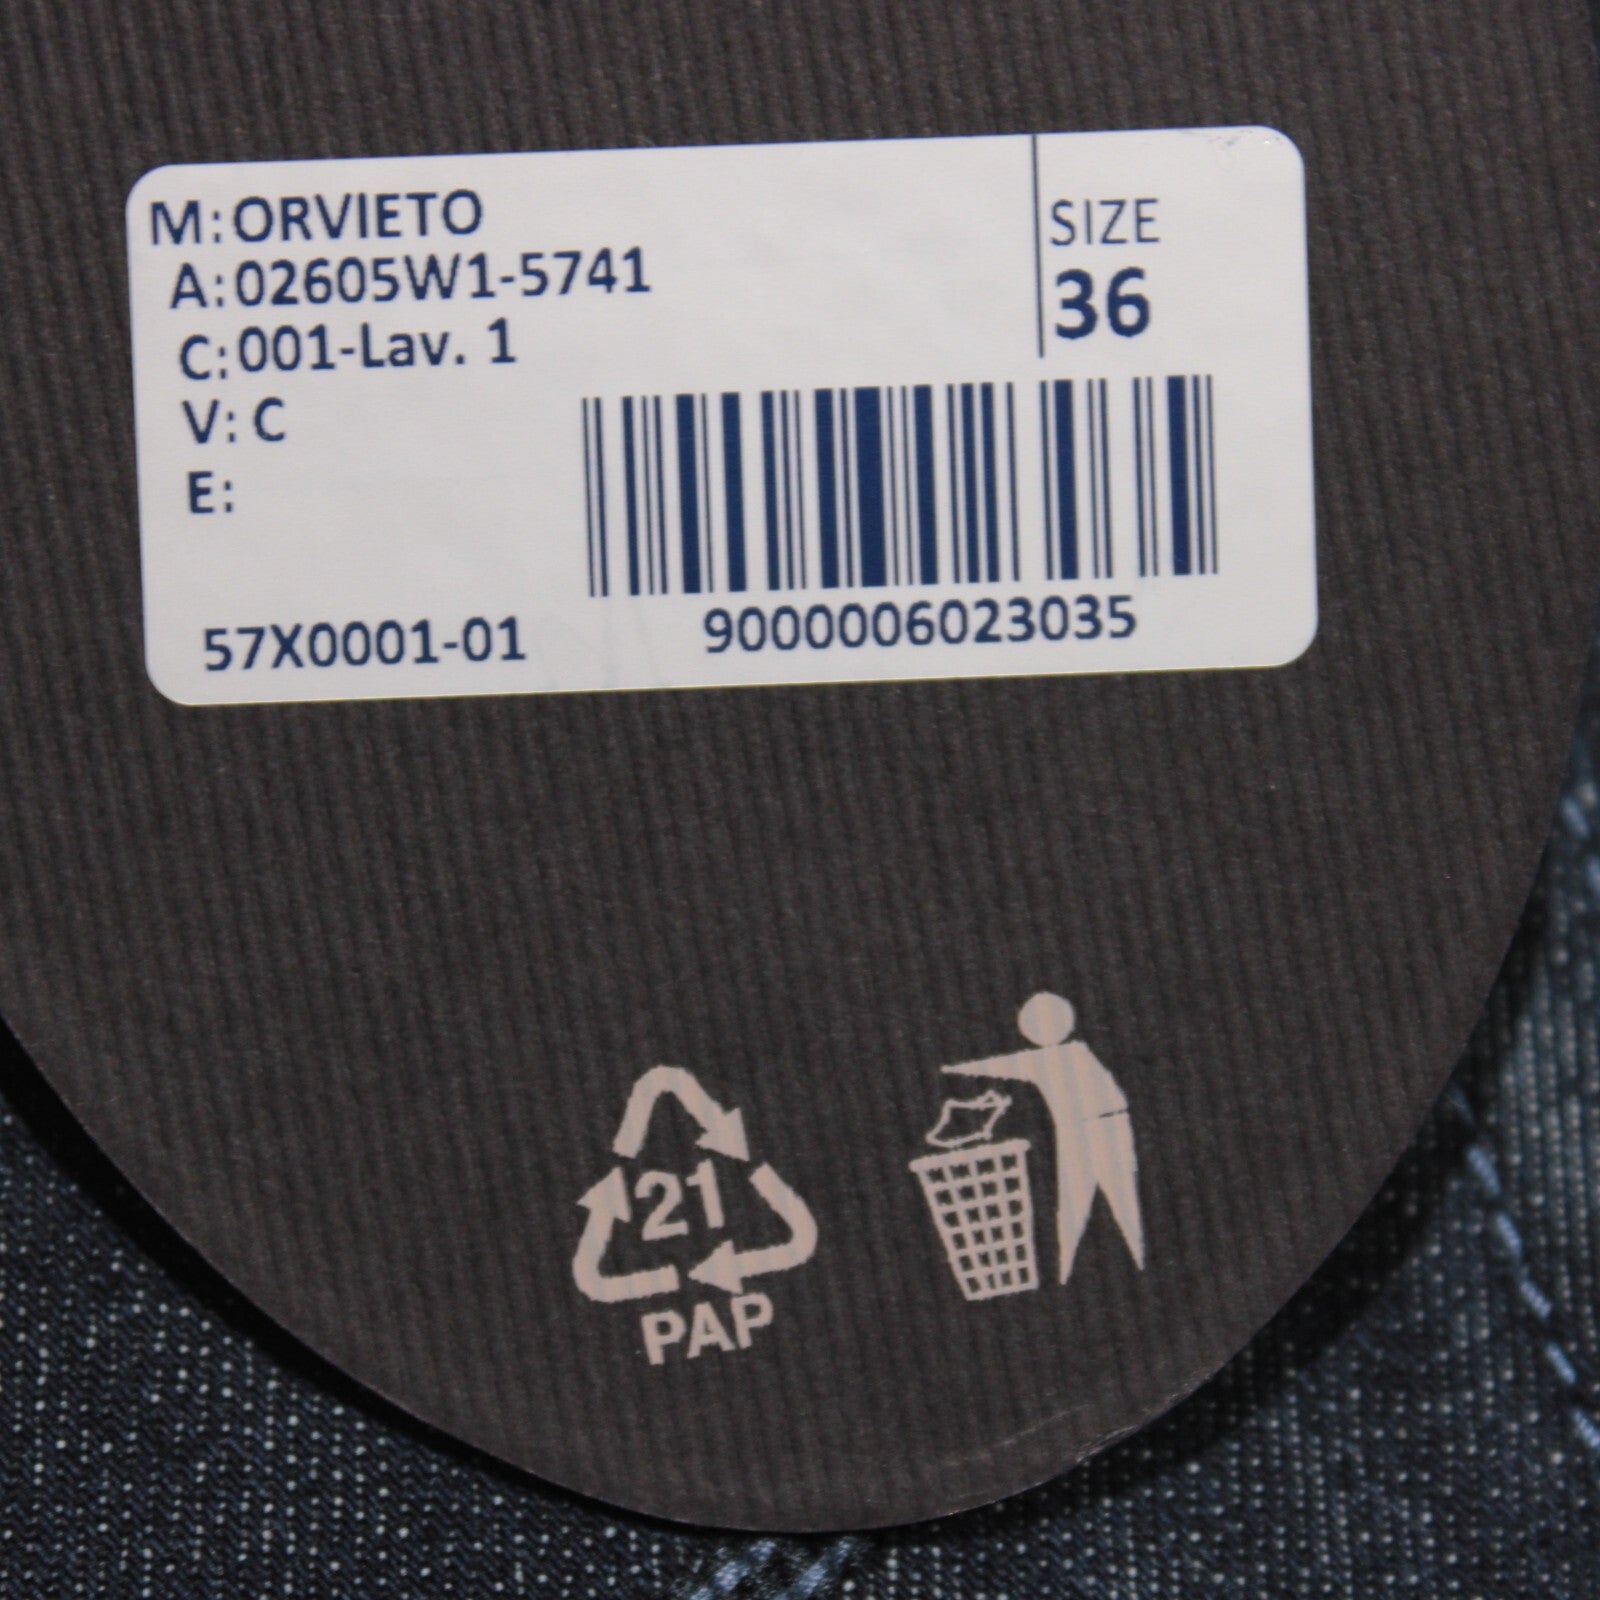 M: ORVIETO
A: 02605W1-5741
C: 001-Lav. 1
V: C
E:
SIZE
36
57X0001-01
9000006023035
21
PAP